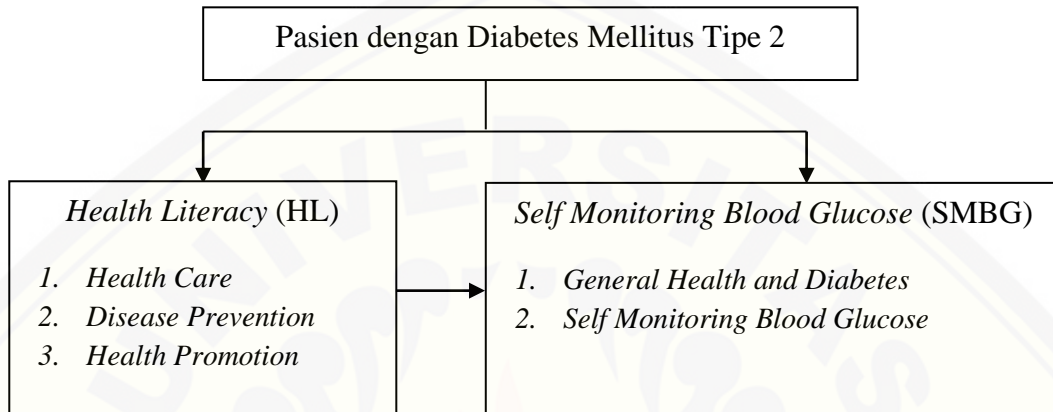 Pasien dengan Diabetes Mellitus Tipe 2
Health Literacy (HL)
1. Health Care
2. Disease Prevention
3. Health Promotion
Self Monitoring Blood Glucose (SMBG)
1. General Health and Diabetes
2. Self Monitoring Blood Glucose
UNIVERSITAS